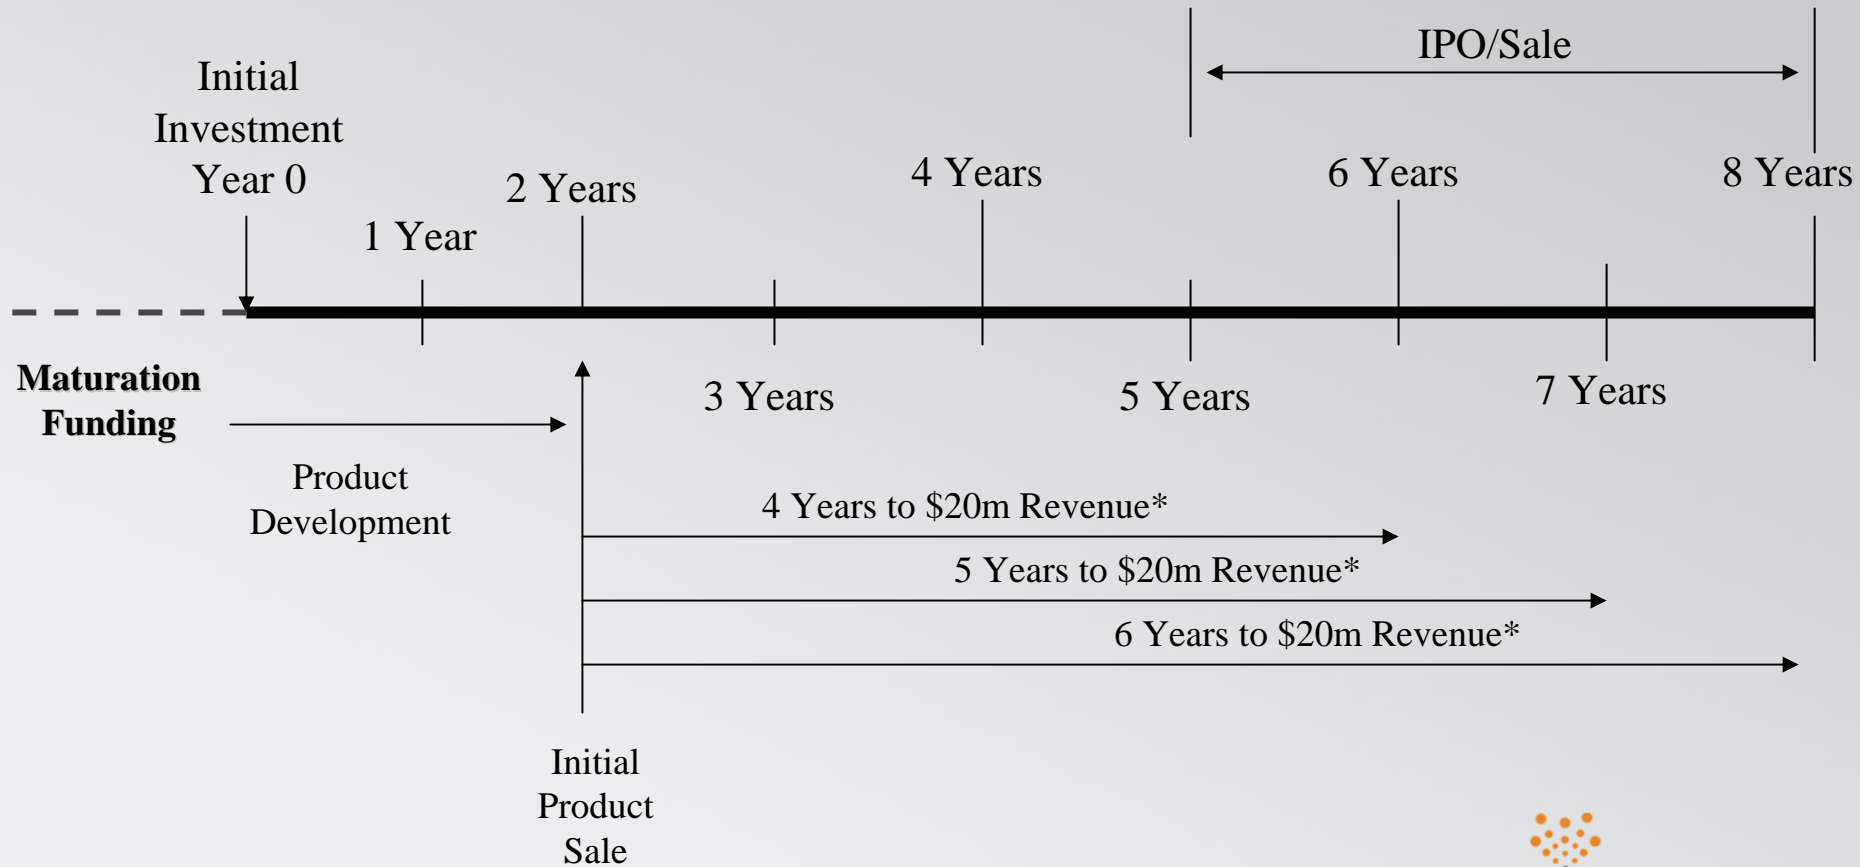 IPO/Sale
Initial
Investment
Year 0
1 Year
2 Years
4 Years
6 Years
8 Years
Maturation
Funding
3 Years
5 Years
7 Years
Product
Development
4 Years to $20m Revenue*
5 Years to $20m Revenue*
6 Years to $20m Revenue*
Initial
Product
Sale